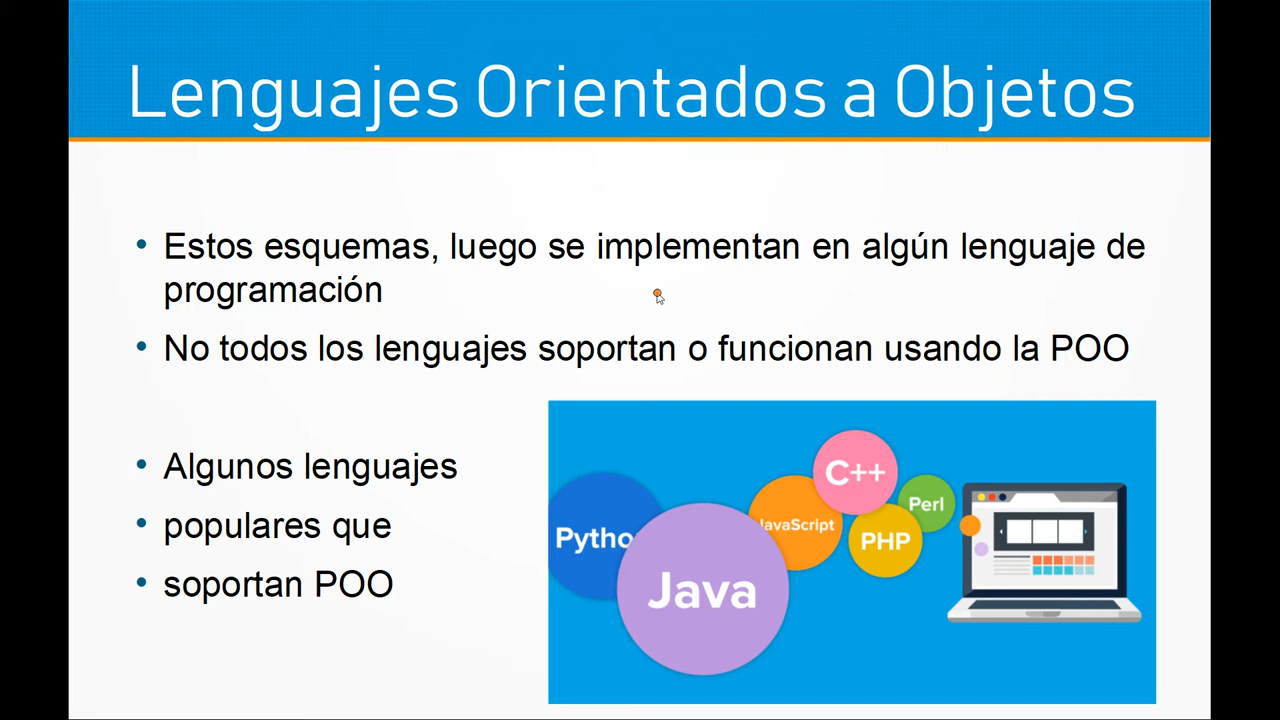 Lenguajes Orientados a Objetos
• Estos esquemas, luego se implementan en algún lenguaje de
programación
• No todos los lenguajes soportan o funcionan usando la POO
• Algunos lenguajes
• populares que
• soportan POO
C++
Perl
JavaScript
PHP
Python
Java